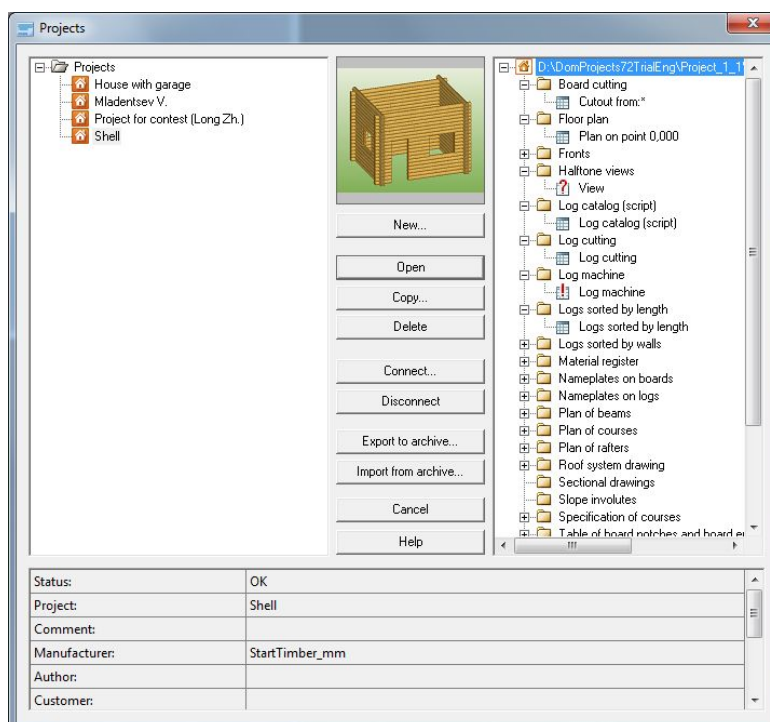 Projects
Projects
House with garage
Mladentsev V.
Project for contest (Long Zh.)
Shell
New...
Open
Copy...
Delete
Connect...
Disconnect
Export to archive...
Import from archive...
Cancel
Help
D:\DomProjects72TrialEng\Project_1_1
Board cutting
Cutout from:*
Floor plan
Plan on point 0,000
Fronts
Halftone views
View
Log catalog (script)
Log catalog (script)
Log cutting
Log cutting
Log machine
Log machine
Logs sorted by length
Logs sorted by length
Logs sorted by walls
Material register
Nameplates on boards
Nameplates on logs
Plan of beams
Plan of courses
Plan of rafters
Roof system drawing
Sectional drawings
Slope involutes
Specification of courses
Table of board notches and board
Status: OK
Project: Shell
Comment:
Manufacturer: StartTimber_mm
Author:
Customer: